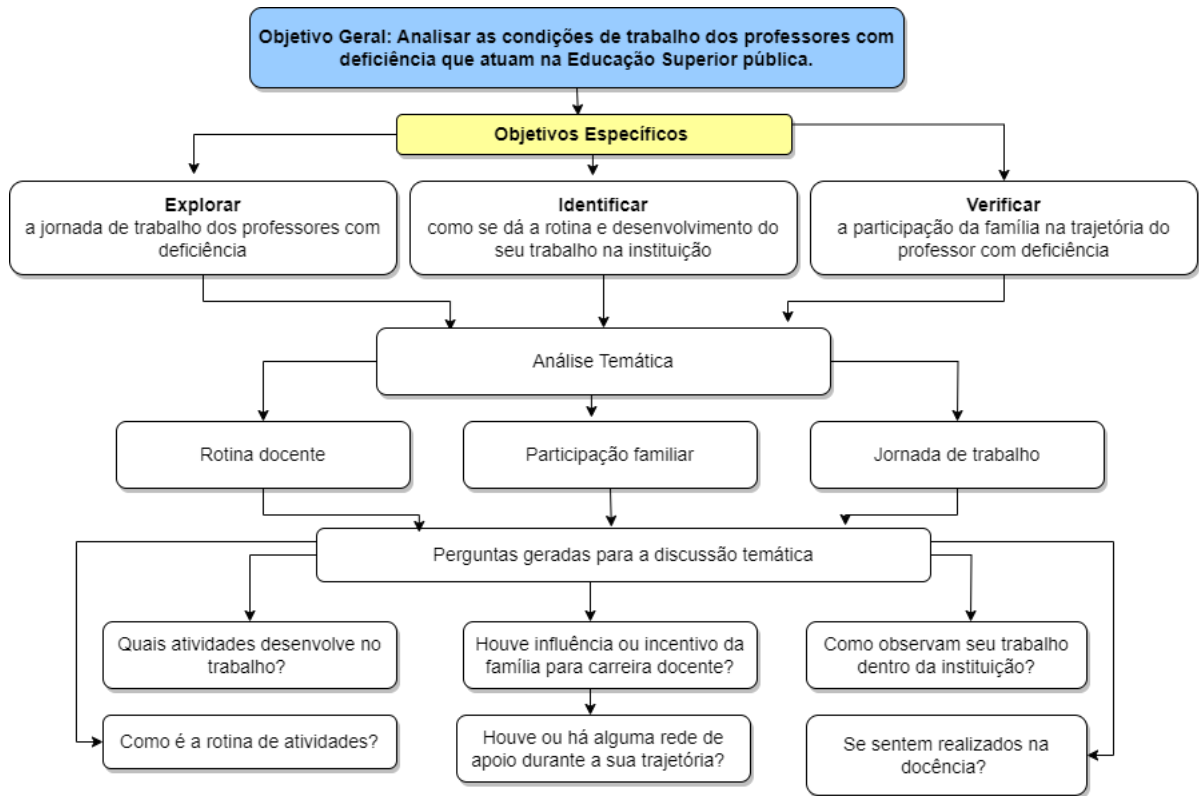 Objetivo Geral: Analisar as condições de trabalho dos professores com
deficiência que atuam na Educação Superior pública.
Objetivos Específicos
Explorar
a jornada de trabalho dos professores com
deficiência
Identificar
como se dá a rotina e desenvolvimento do
seu trabalho na instituição
Verificar
a participação da família na trajetória do
professor com deficiência
Análise Temática
Rotina docente
Participação familiar
Jornada de trabalho
Perguntas geradas para a discussão temática
Quais atividades desenvolve no
trabalho?
Houve influência ou incentivo da
família para carreira docente?
Como observam seu trabalho
dentro da instituição?
Como é a rotina de atividades?
Houve ou há alguma rede de
apoio durante a sua trajetória?
Se sentem realizados na
docência?